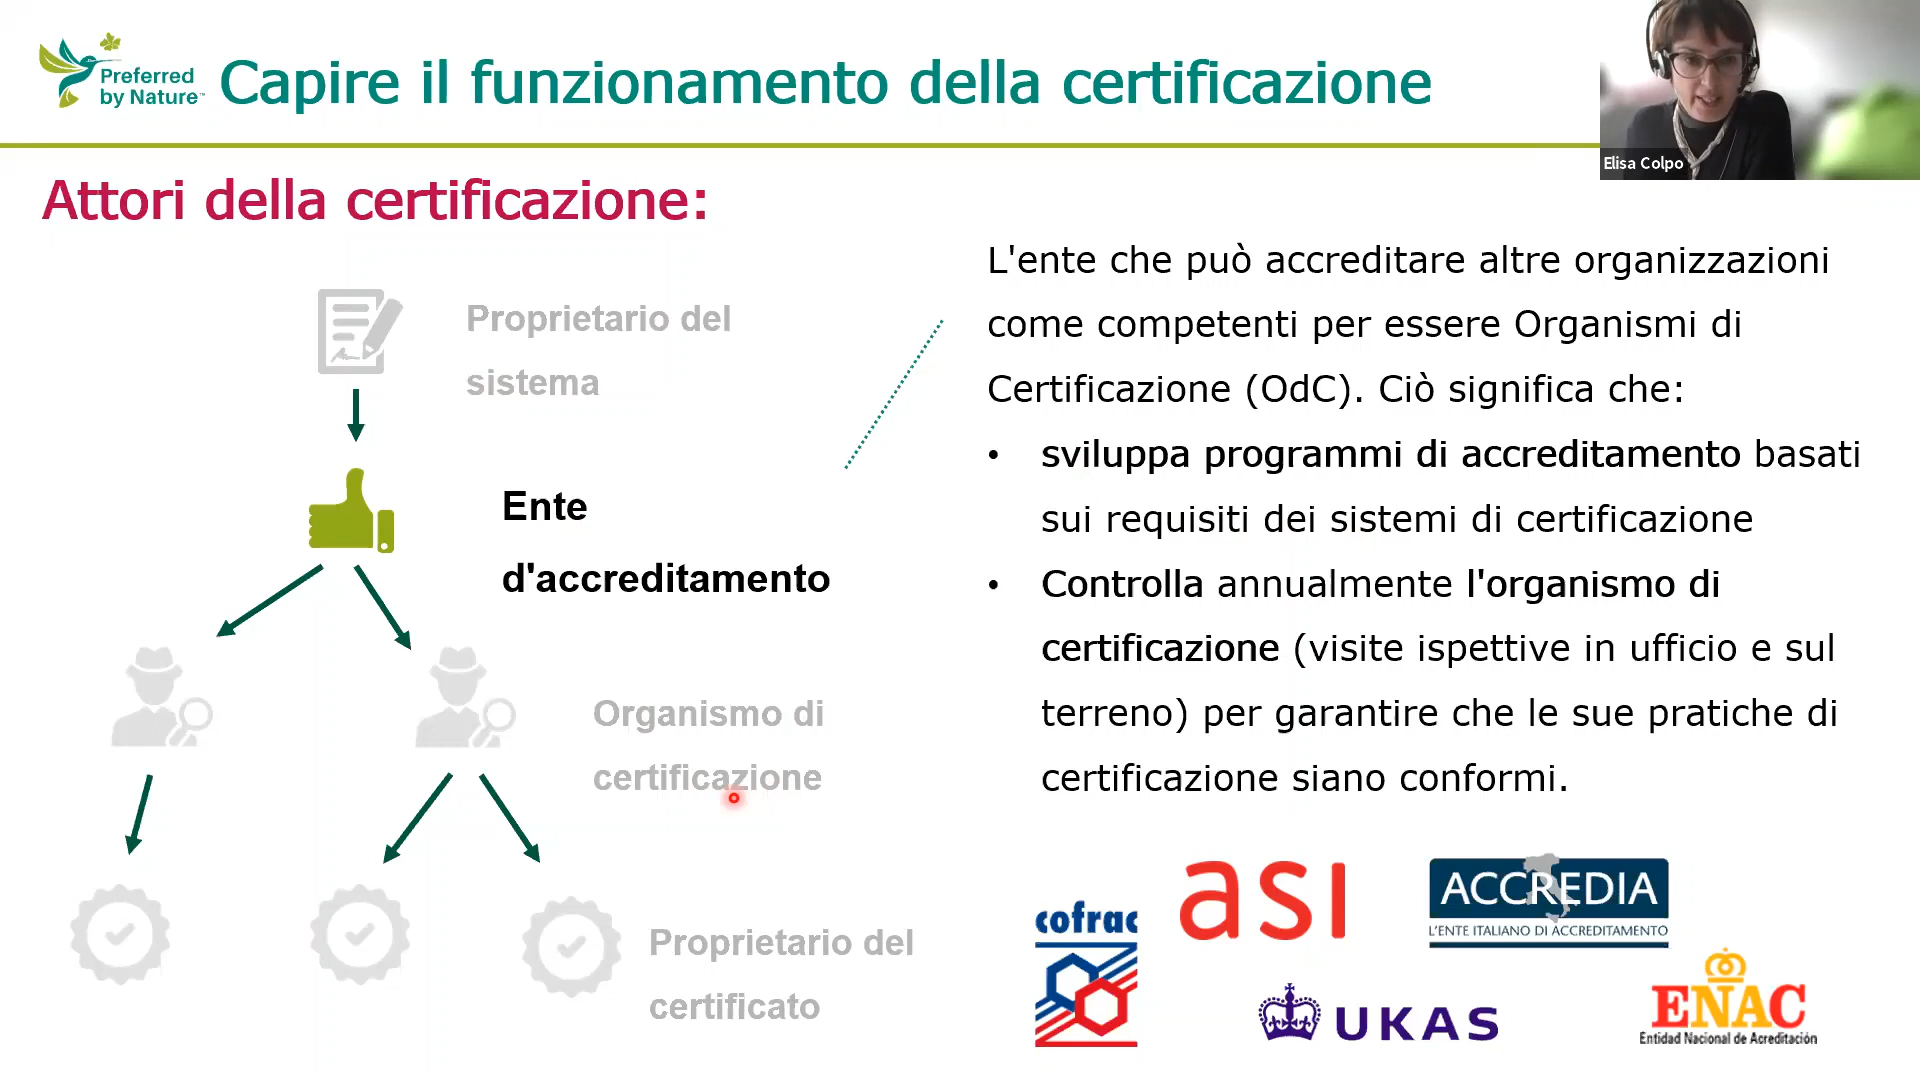 Preferred
by Nature™
Capire il funzionamento della certificazione
Elisa Colpo
Attori della certificazione:
Proprietario del
sistema
Ente
d'accreditamento
Organismo di
certificazione
Proprietario del
certificato
L'ente che può accreditare altre organizzazioni
come competenti per essere Organismi di
Certificazione (OdC). Ciò significa che:
• sviluppa programmi di accreditamento basati
sui requisiti dei sistemi di certificazione
• Controlla annualmente l'organismo di
certificazione (visite ispettive in ufficio e sul
terreno) per garantire che le sue pratiche di
certificazione siano conformi.
cofrac
asi
ACCREDIA
L'ENTE ITALIANO DI ACCREDITAMENTO
UKAS
ENAC
Entidad Nacional de Acreditación